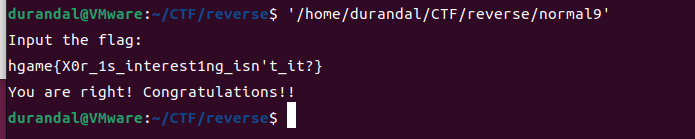 durandal@VMware:~/CTF/reverse$ '/home/durandal/CTF/reverse/normal9'
Input the flag:
hgame{X0r_1s_interest1ng_isn't_it?}
You are right! Congratulations!!
durandal@VMware:~/CTF/reverse$